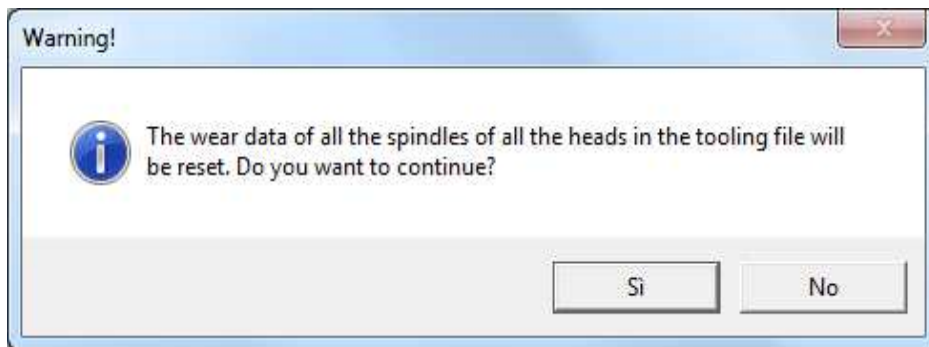 Warning!
The wear data of all the spindles of all the heads in the tooling file will
be reset. Do you want to continue?
Sì
No